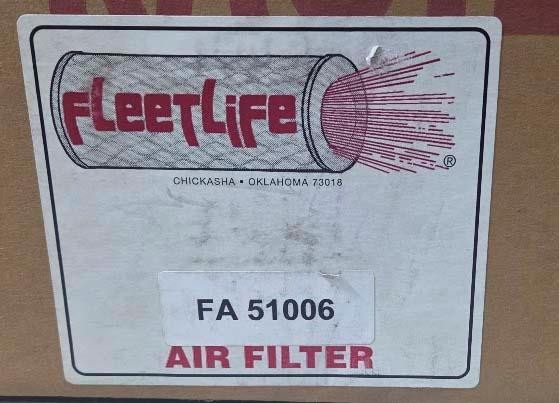 FLeeTLiFe
®
CHICKASHA • OKLAHOMA 73018
FA 51006
AIR FILTER